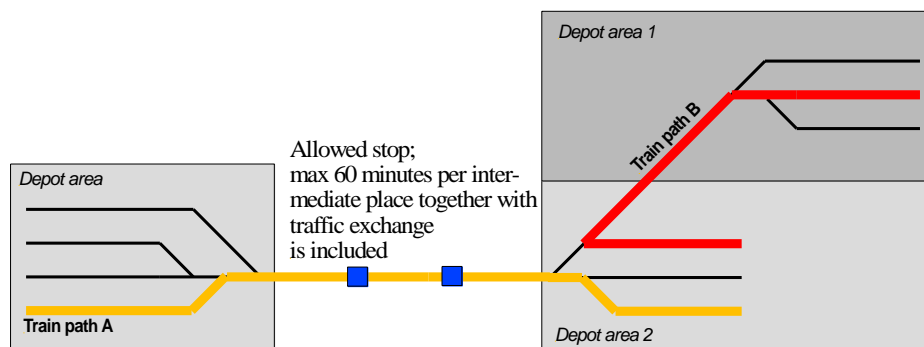 Depot area 1
Train path B
Allowed stop;
max 60 minutes per inter-
mediate place together with
traffic exchange
is included
Depot area
Train path A
Depot area 2